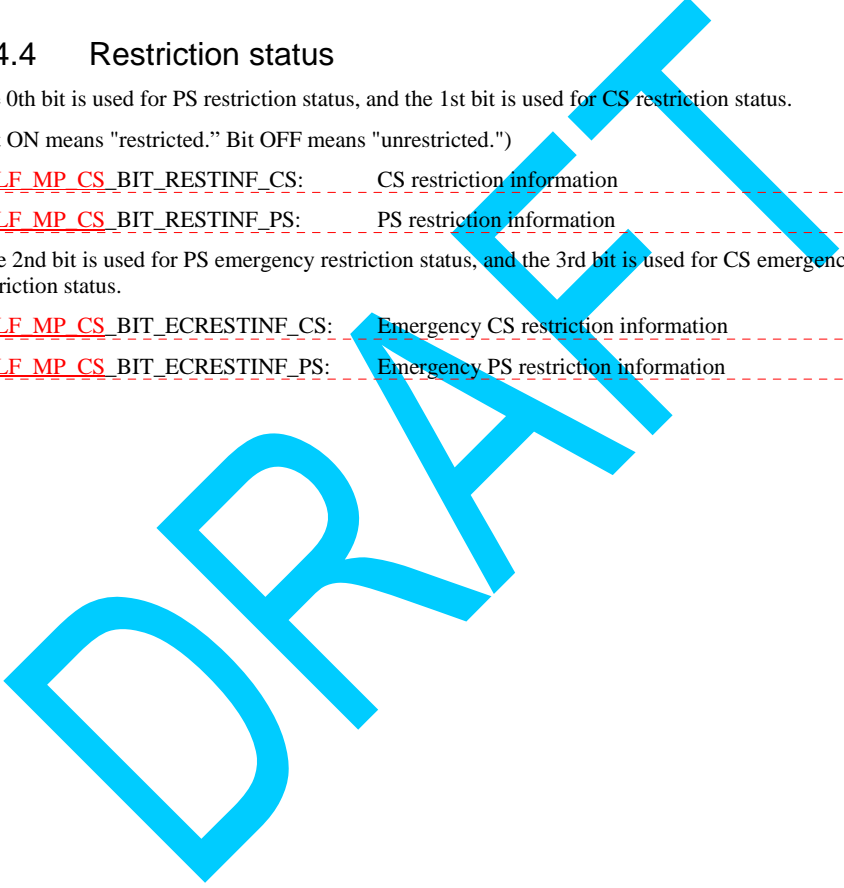 4.4 Restriction status
e 0th bit is used for PS restriction status, and the 1st bit is used for CS restriction status.
t ON means "restricted.” Bit OFF means "unrestricted.")
LF_MP_CS_BIT_RESTINF_CS: CS restriction information
LF_MP_CS_BIT_RESTINF_PS: PS restriction information
e 2nd bit is used for PS emergency restriction status, and the 3rd bit is used for CS emergenc
triction status.
LF_MP_CS_BIT_ECRESTINF_CS: Emergency CS restriction information
LF_MP_CS_BIT_ECRESTINF_PS: Emergency PS restriction information
DRAFT